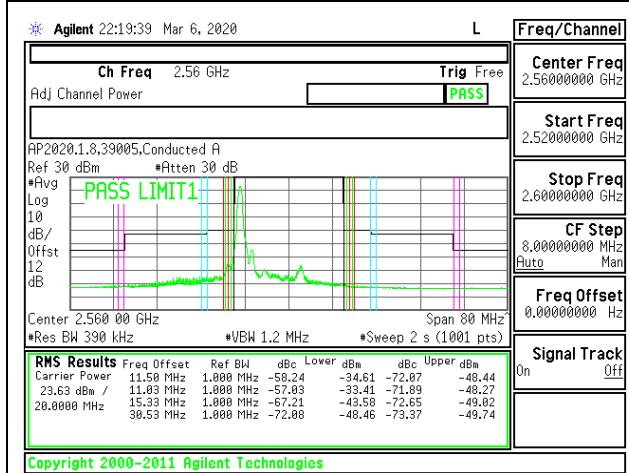 Agilent 22:19:39 Mar 6, 2020 L
Freq/Channel
Ch Freq 2.56 GHz Trig Free
Adj Channel Power PASS
AP2020.1.8,39005,Conducted A
Ref 30 dBm #Atten 30 dB
#Avg
Log
10
dB/
Offst
12
dB
PASS LIMIT1
Center 2.560 00 GHz Span 80 MHz^
#Res BW 390 kHz #VBW 1.2 MHz #Sweep 2 s (1001 pts)
RMS Results Freq Offset Ref BW dBc Lower dBm dBc Upper dBm
Carrier Power 11.50 MHz 1.000 MHz -58.24 -34.61 -72.07 -48.44
23.63 dBm / 11.03 MHz 1.000 MHz -57.03 -33.41 -71.89 -48.27
20.0000 MHz 15.33 MHz 1.000 MHz -67.21 -43.58 -72.65 -49.02
30.53 MHz 1.000 MHz -72.08 -48.46 -73.37 -49.74
Copyright 2000-2011 Agilent Technologies
Center Freq
2.56000000 GHz
Start Freq
2.52000000 GHz
Stop Freq
2.60000000 GHz
CF Step
8.00000000 MHz
Auto Man
Freq Offset
0.00000000 Hz
Signal Track
On Off